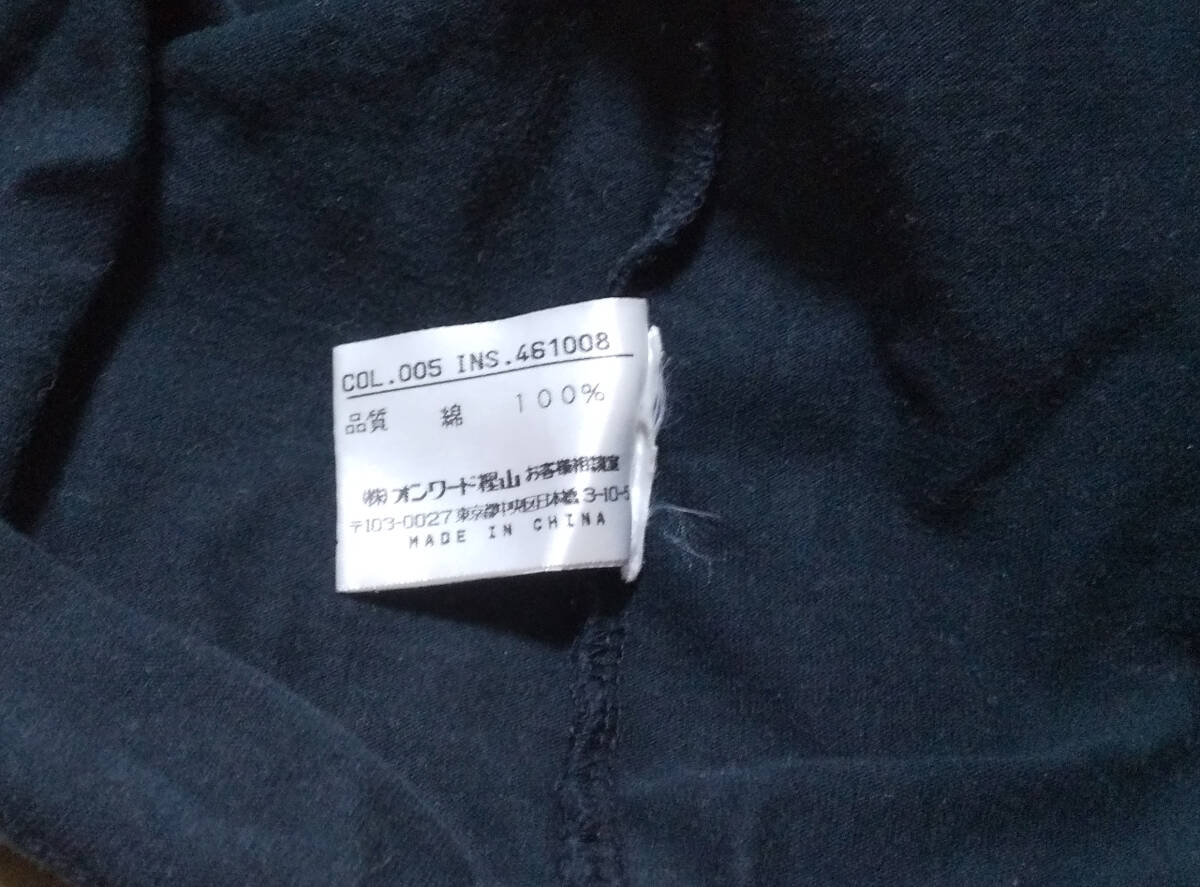 COL.005 INS.461008
品質 綿 100%
㈱オンワード樫山 お客様相談室
〒103-0027 東京都中央区日本橋 3-10-5
MADE IN CHINA